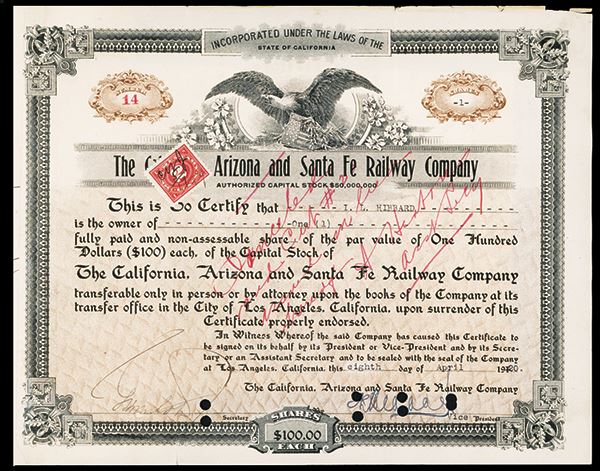 INCORPORATED UNDER THE LAWS OF THE
STATE OF CALIFORNIA
14
SHARES
-1-
The Arizona and Santa Fe Railway Company
AUTHORIZED CAPITAL STOCK $50,000,000
This is To Certify that - - - - I. L. HIBBARD - - - -
is the owner of - - - - One (1) - - - -
fully paid and non-assessable share of the par value of One Hundred
Dollars ($100) each, of the Capital Stock of
The California, Arizona and Santa Fe Railway Company
transferable only in person or by attorney upon the books of the Company at its
transfer office in the City of Los Angeles, California, upon surrender of this
Certificate properly endorsed.
In Witness Whereof the said Company has caused this Certificate to
be signed on its behalf by its President or Vice-President and by its Secre-
tary or an Assistant Secretary and to be sealed with the seal of the Company
at Los Angeles, California, this eighth day of April 1920.
The California, Arizona and Santa Fe Railway Company
Secretary
Vice President
SHARES
$100.00
EACH